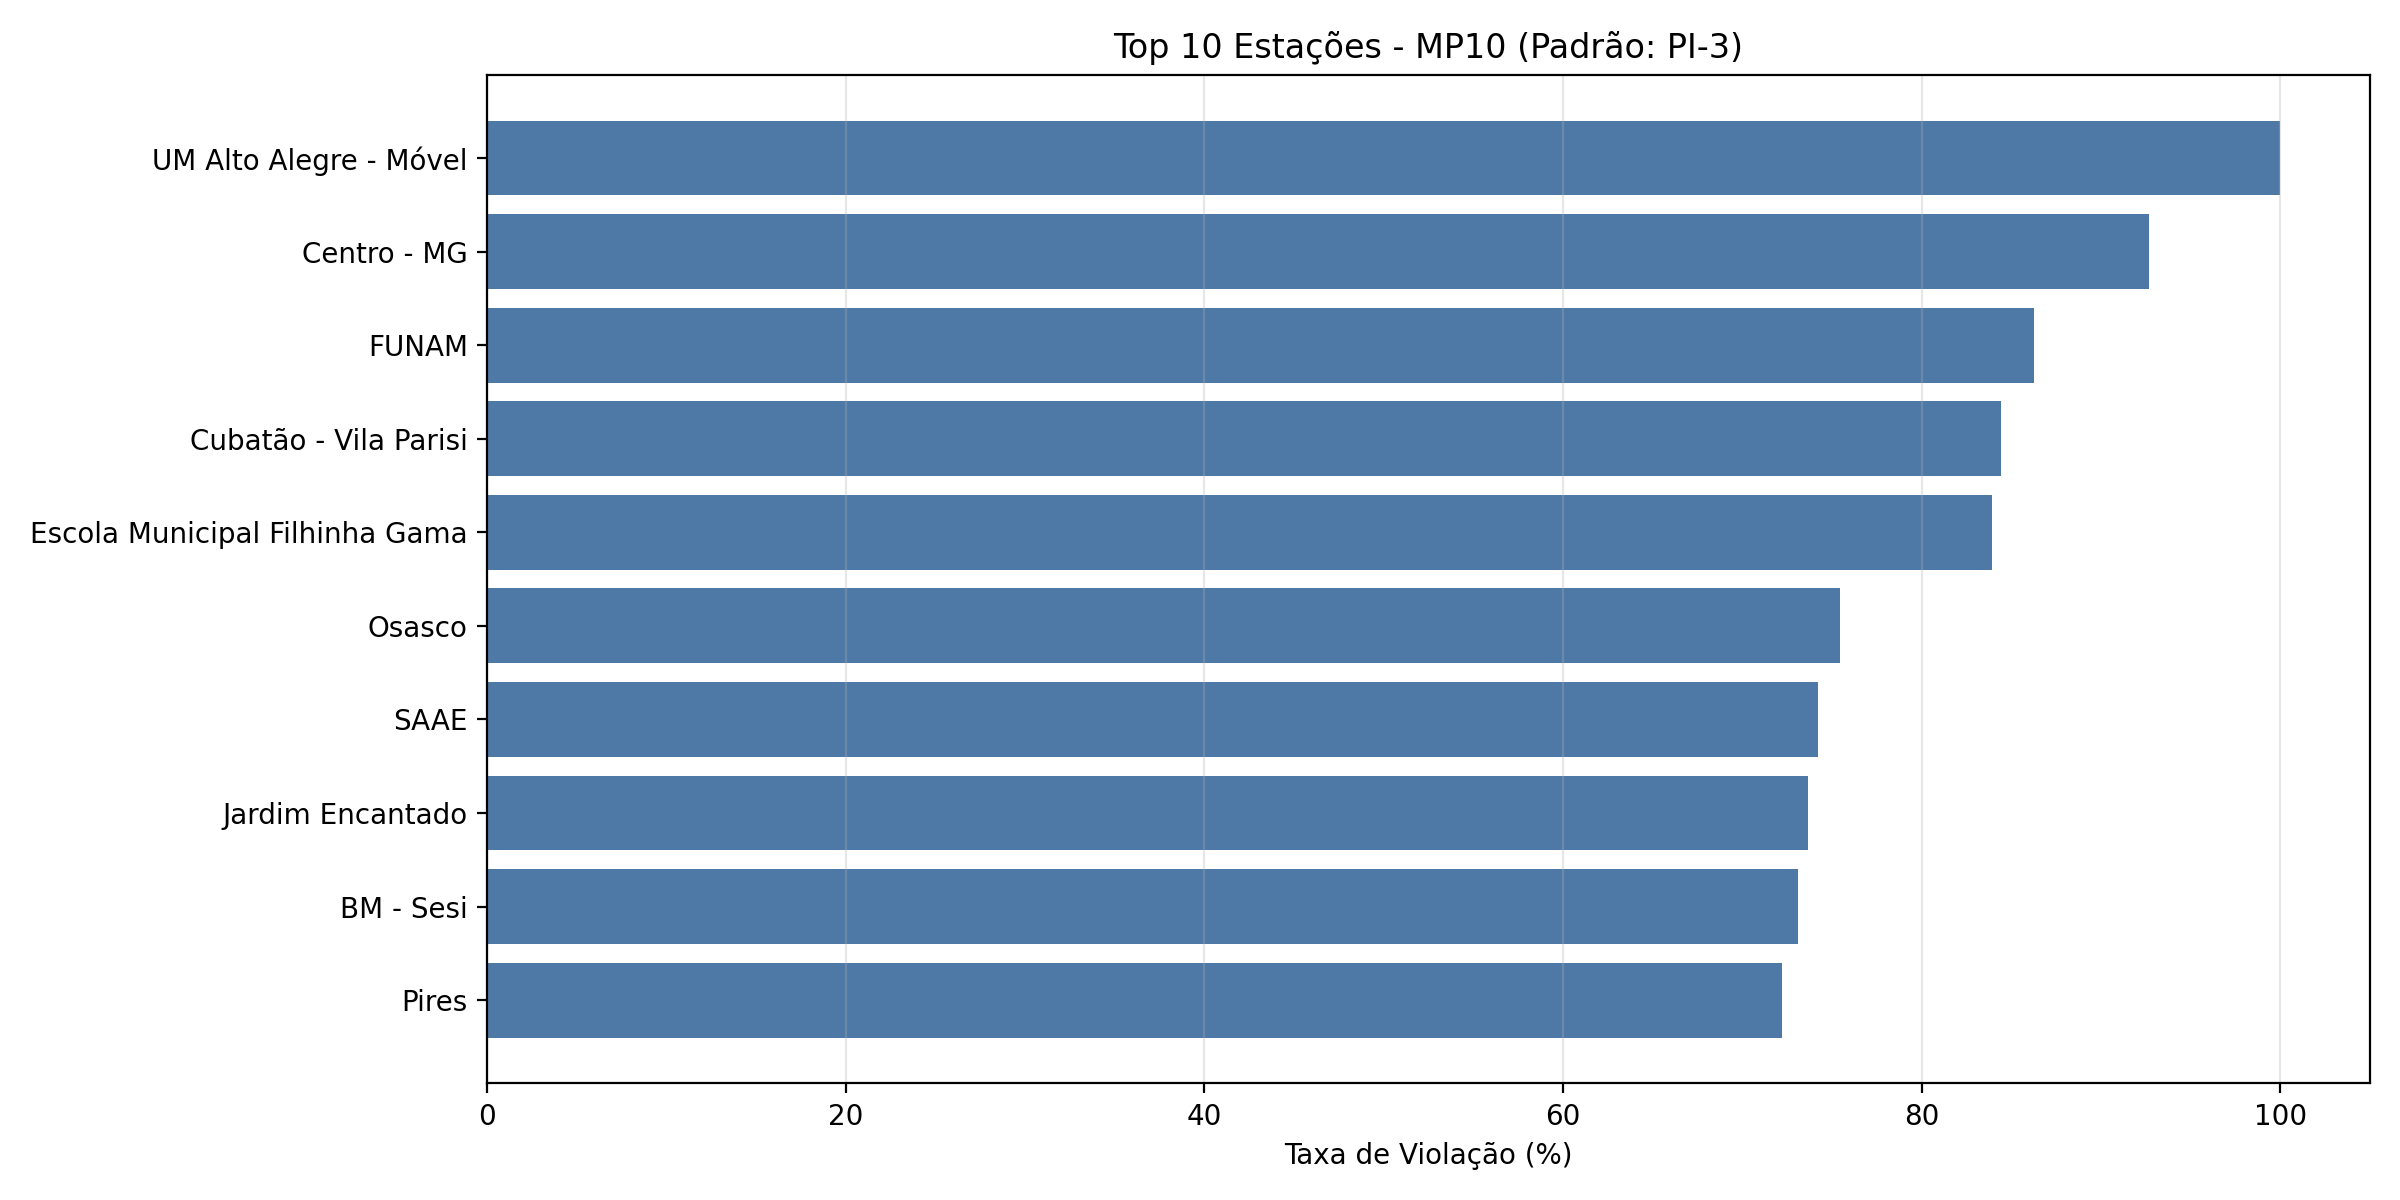 Top 10 Estações - MP10 (Padrão: PI-3)
UM Alto Alegre - Móvel
Centro - MG
FUNAM
Cubatão - Vila Parisi
Escola Municipal Filhinha Gama
Osasco
SAAE
Jardim Encantado
BM - Sesi
Pires
0 20 40 60 80 100
Taxa de Violação (%)